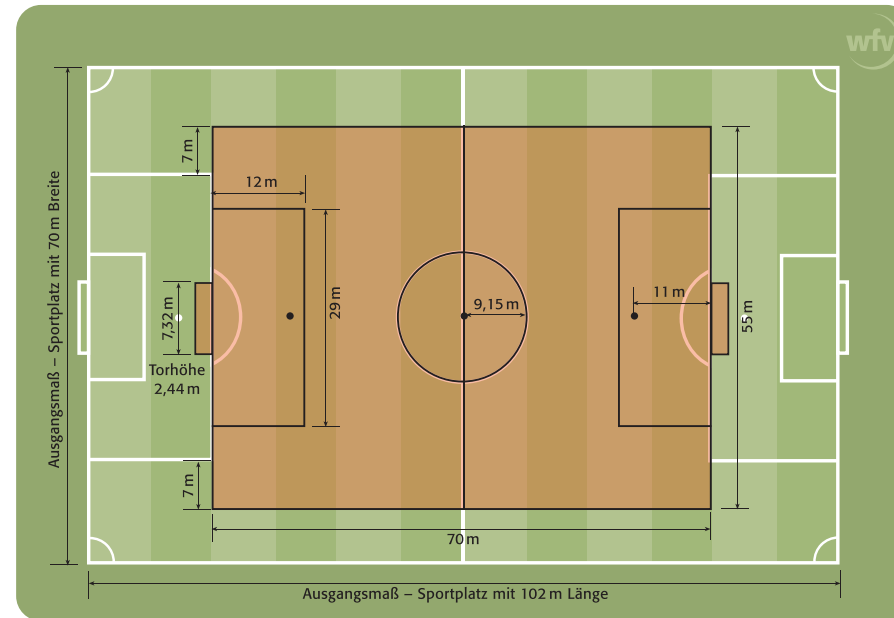 wfv
7 m
12 m
Ausgangsmaß – Sportplatz mit 70 m Breite
29 m
9,15 m
11 m
55 m
7,32 m
Torhöhe
2,44 m
7 m
70 m
Ausgangsmaß – Sportplatz mit 102 m Länge